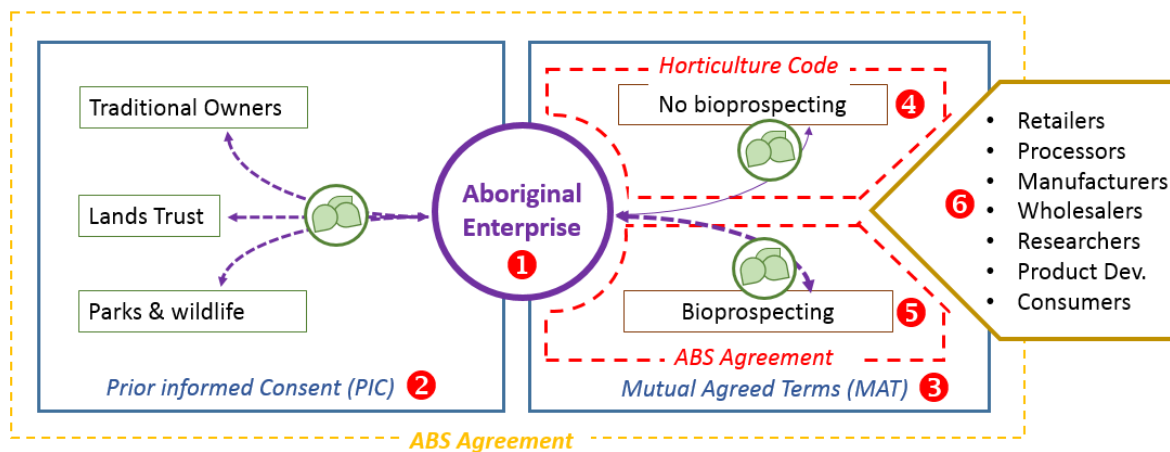 Traditional Owners
Lands Trust
Parks & wildlife
Prior informed Consent (PIC) 2
Aboriginal
Enterprise
1
Horticulture Code
No bioprospecting 4
Bioprospecting 5
ABS Agreement
Mutual Agreed Terms (MAT) 3
6
• Retailers
• Processors
• Manufacturers
• Wholesalers
• Researchers
• Product Dev.
• Consumers
ABS Agreement